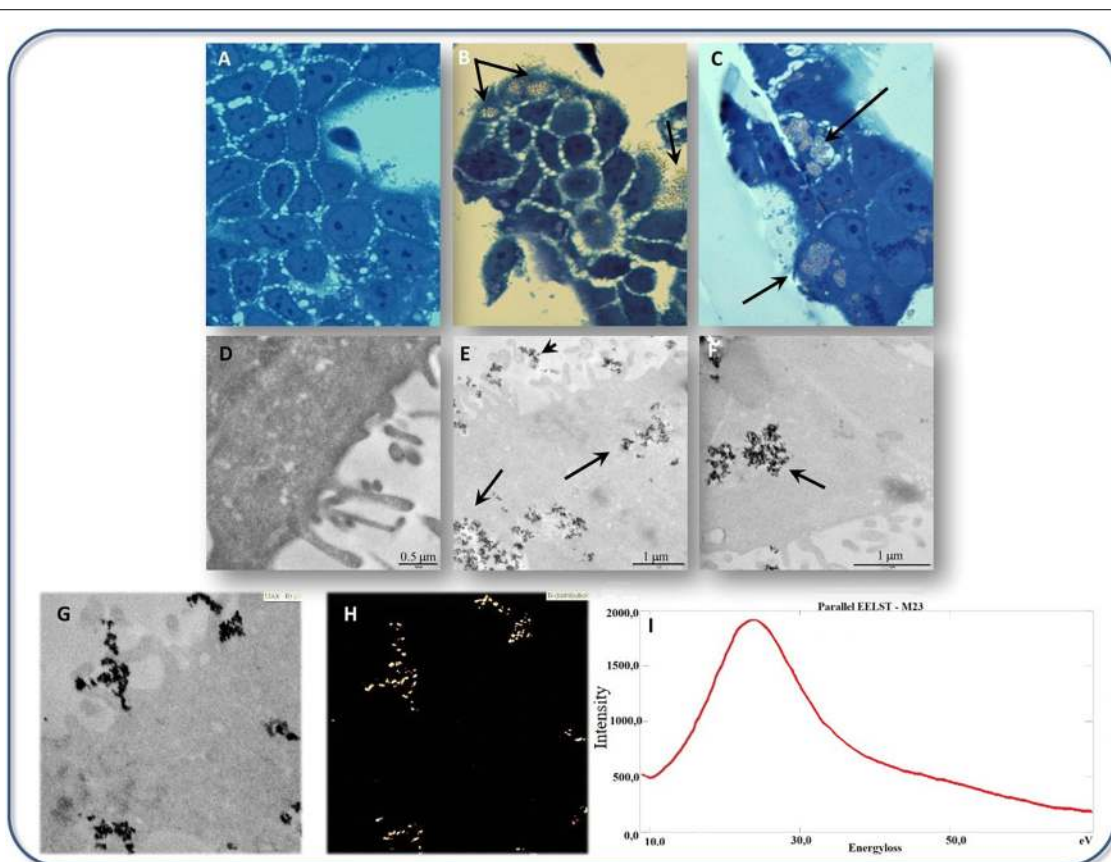 A
B
C
D
0.5 µm
E
1 µm
F
1 µm
G
H
I
Parallel EELST - M23
2000,0
1500,0
1000,0
500,0
0,0
Intensity
10,0
30,0
50,0
eV
Energyloss